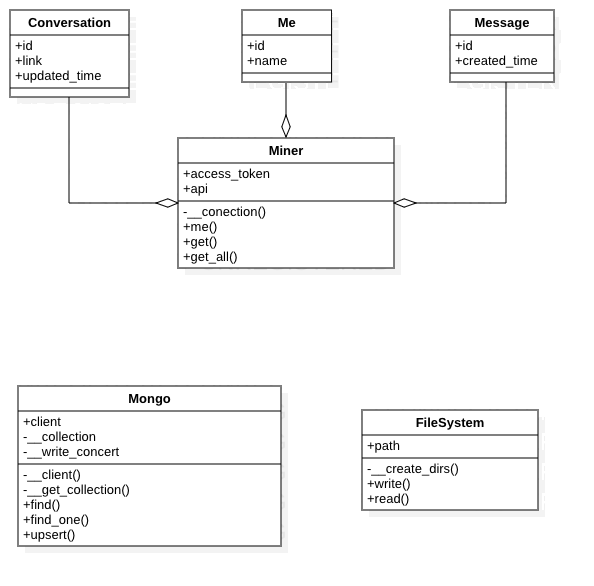 Conversation
+id
+link
+updated_time
Me
+id
+name
Message
+id
+created_time
Miner
+access_token
+api
-__conection()
+me()
+get()
+get_all()
Mongo
+client
-__collection
-__write_concert
-__client()
-__get_collection()
+find()
+find_one()
+upsert()
FileSystem
+path
-__create_dirs()
+write()
+read()